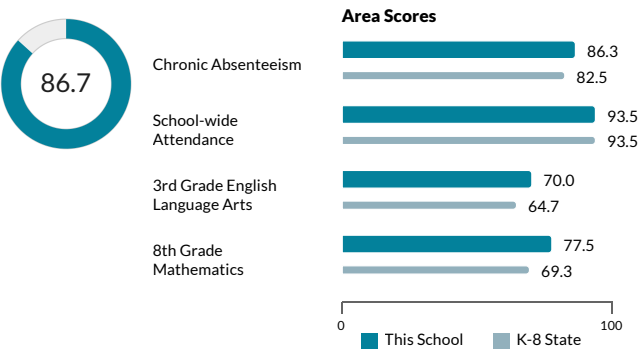 Area Scores
86.7
Chronic Absenteeism
86.3
82.5
School-wide
Attendance
93.5
93.5
3rd Grade English
Language Arts
70.0
64.7
8th Grade
Mathematics
77.5
69.3
0
100
This School
K-8 State